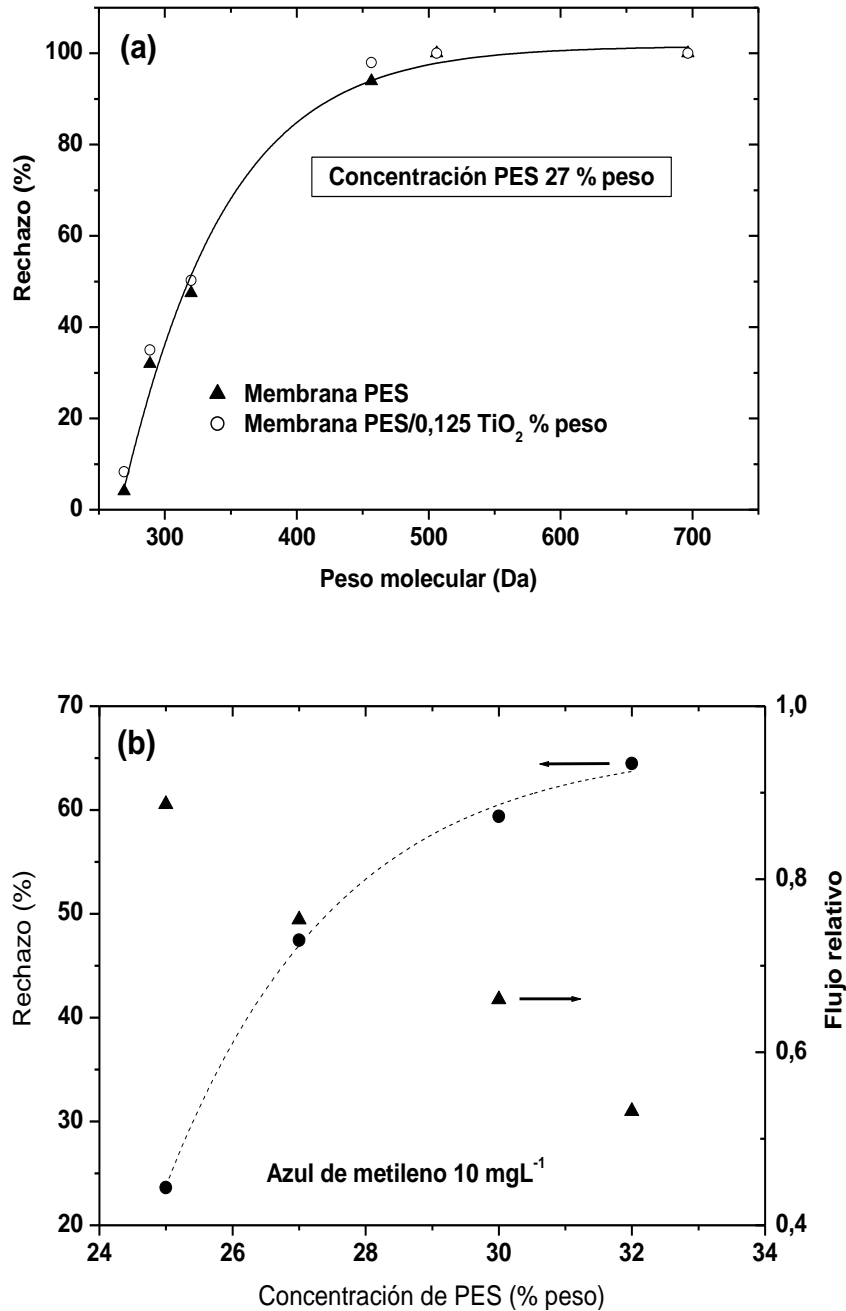 (a)
100
80
60
40
20
0
Rechazo (%)
Concentración PES 27 % peso
Membrana PES
Membrana PES/0,125 TiO2 % peso
300 400 500 600 700
Peso molecular (Da)
(b)
70
60
50
40
30
20
Rechazo (%)
1,0
0,8
0,6
0,4
Flujo relativo
Azul de metileno 10 mgL-1
24 26 28 30 32 34
Concentración de PES (% peso)